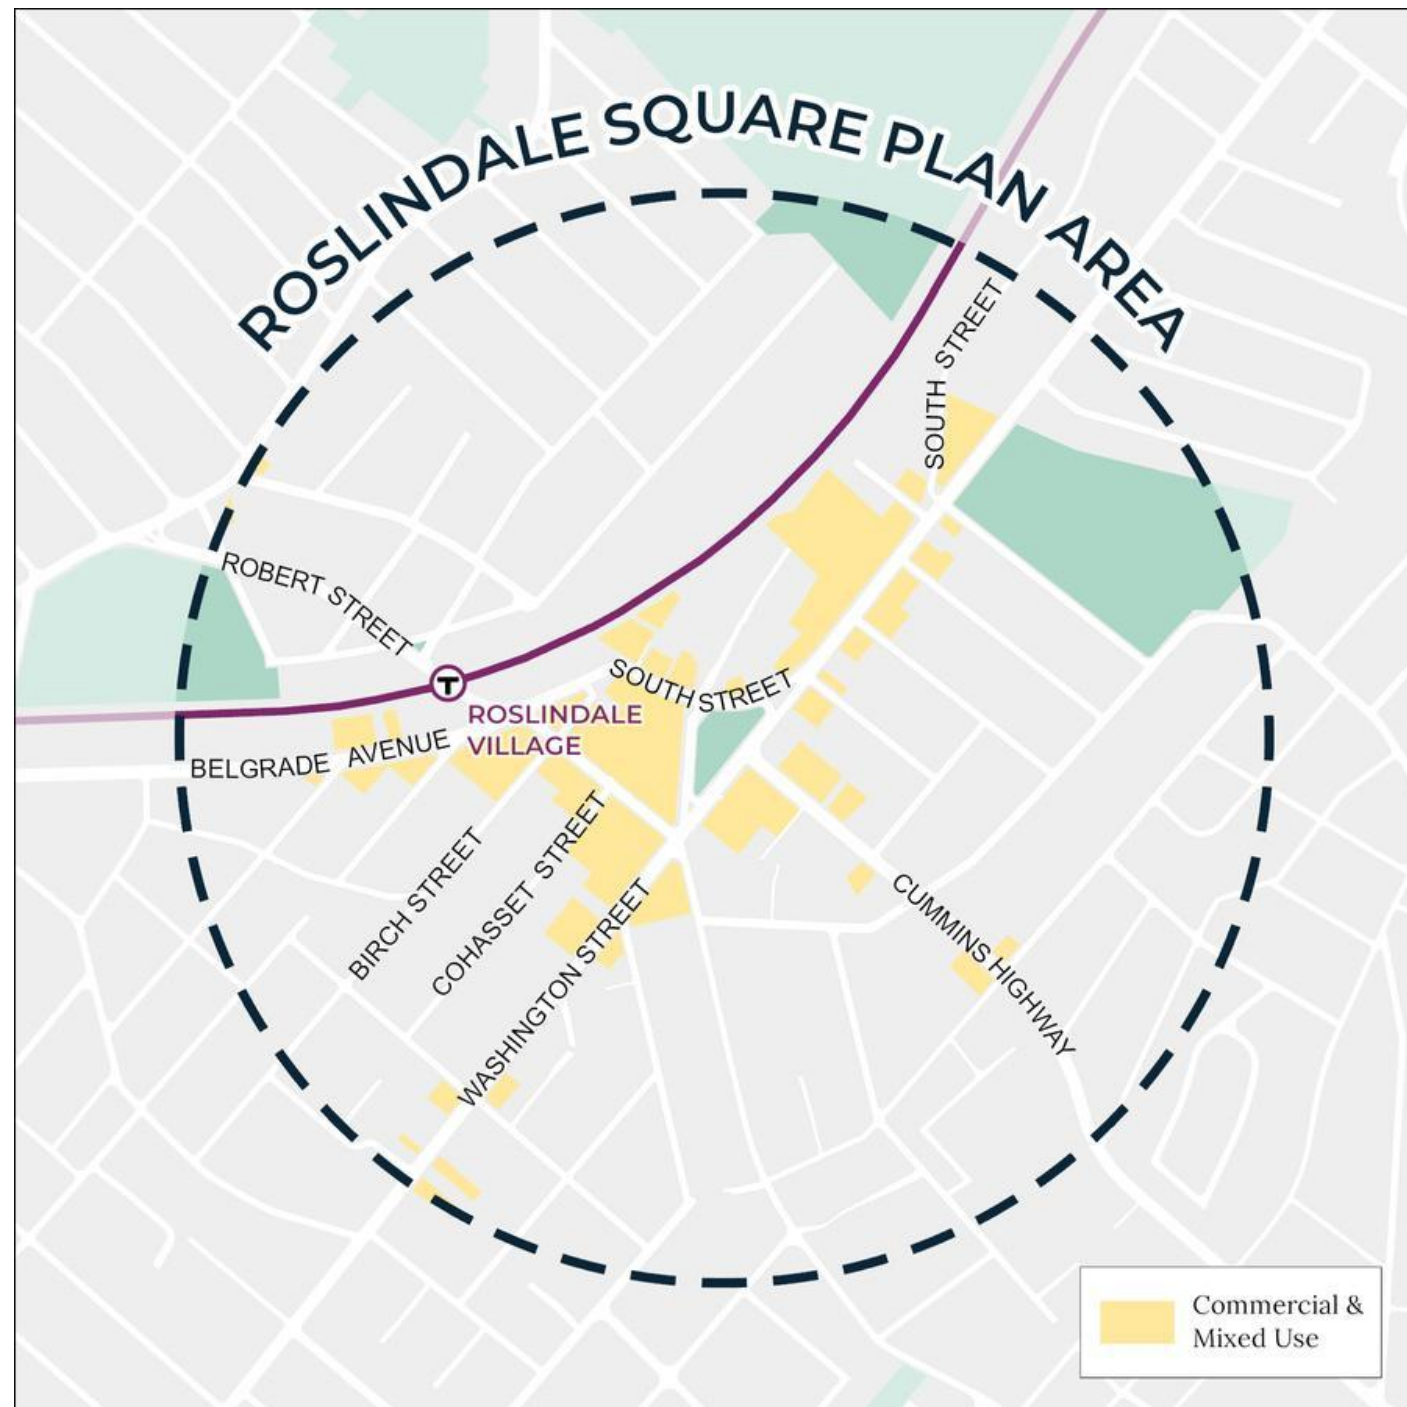 ROSLINDALE SQUARE PLAN AREA
SOUTH STREET
ROBERT STREET
T
SOUTH STREET
ROSLINDALE
VILLAGE
BELGRADE AVENUE
BIRCH STREET
COHASSET STREET
WASHINGTON STREET
CUMMINS HIGHWAY
Commercial &
Mixed Use